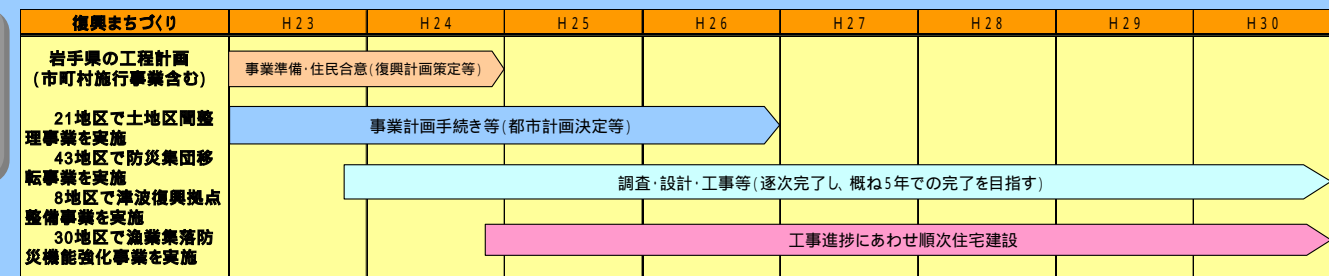 復興まちづくり H23 H24 H25 H26 H27 H28 H29 H30
岩手県の工程計画
(市町村施行事業含む)
事業準備・住民合意(復興計画策定等)
21地区で土地区間整
理事業を実施
事業計画手続き等(都市計画決定等)
43地区で防災集団移
転事業を実施
調査・設計・工事等(逐次完了し、概ね5年での完了を目指す)
8地区で津波復興拠点
整備事業を実施
30地区で漁業集落防
災機能強化事業を実施
工事進捗にあわせ順次住宅建設